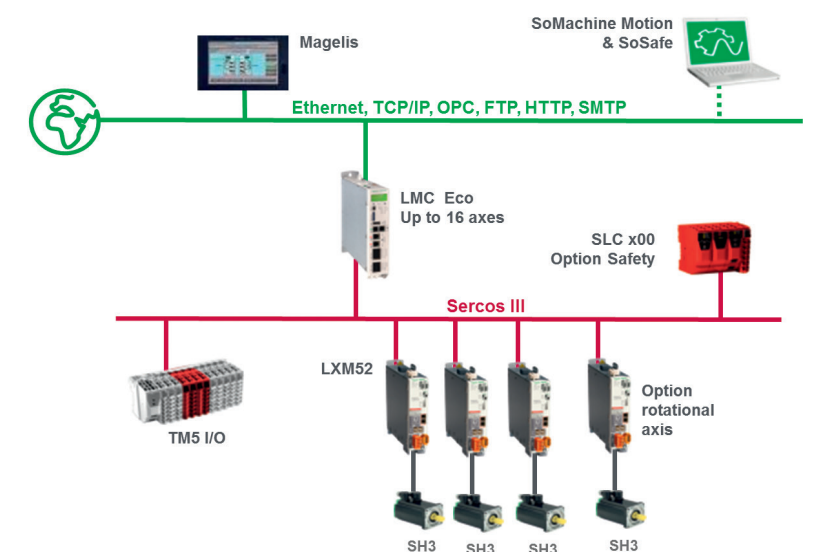 SoMachine Motion
& SoSafe
Magelis
Ethernet, TCP/IP, OPC, FTP, HTTP, SMTP
LMC Eco
Up to 16 axes
SLC x00
Option Safety
Sercos III
LXM52
Option
rotational
axis
TM5 I/O
SH3
SH3
SH3
SH3